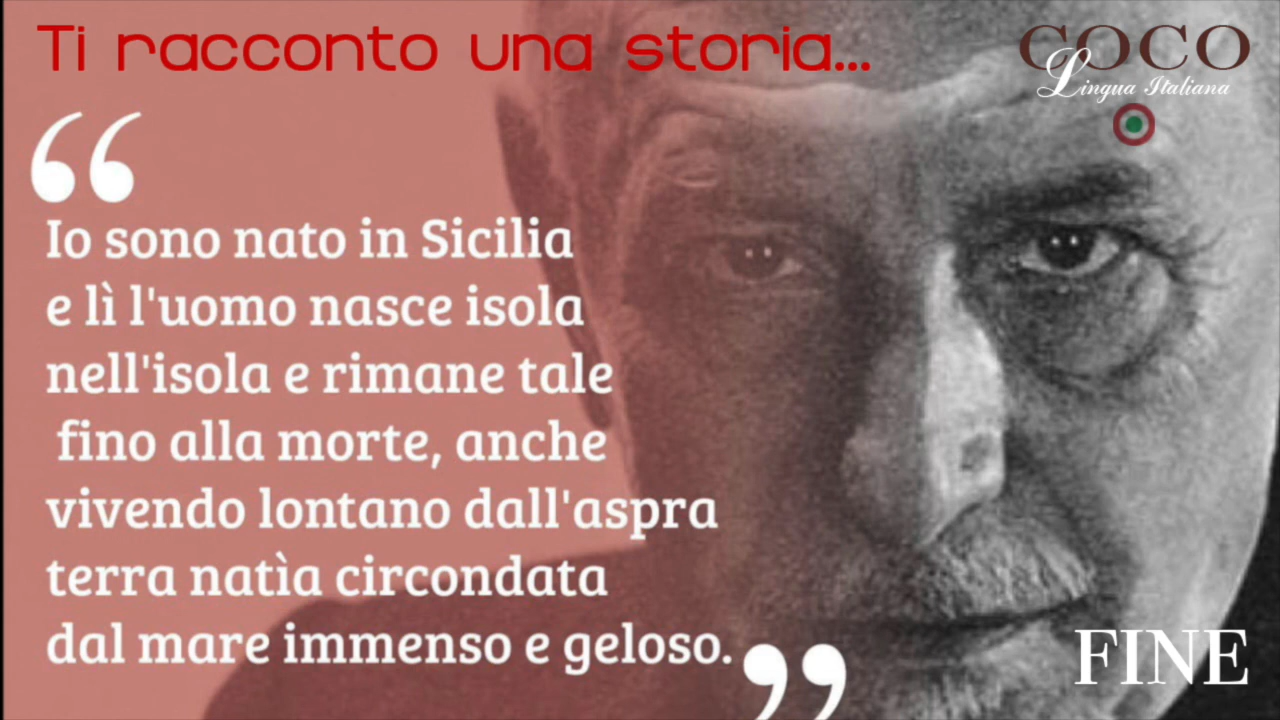 Ti racconto una storia...
COCO
Lingua Italiana
“
Io sono nato in Sicilia
e lì l'uomo nasce isola
nell'isola e rimane tale
fino alla morte, anche
vivendo lontano dall'aspra
terra natìa circondata
dal mare immenso e geloso.
”
FINE